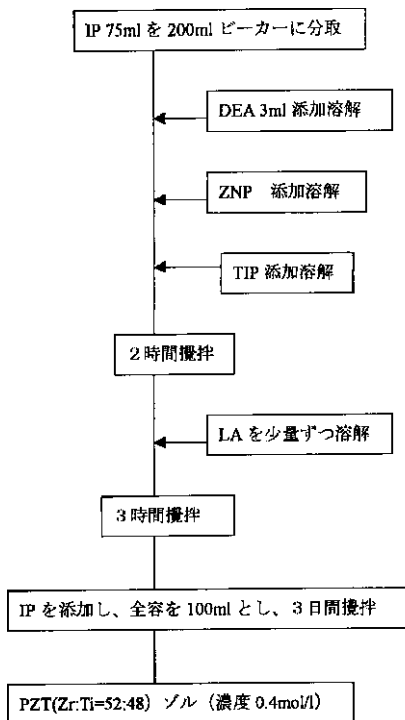 IP 75ml を 200ml ビーカーに分取
DEA 3ml 添加溶解
ZNP 添加溶解
TIP 添加溶解
2時間攪拌
LA を少量ずつ溶解
3時間攪拌
IP を添加し、全容を 100ml とし、3日間攪拌
PZT(Zr:Ti=52:48) ゾル (濃度 0.4mol/l)